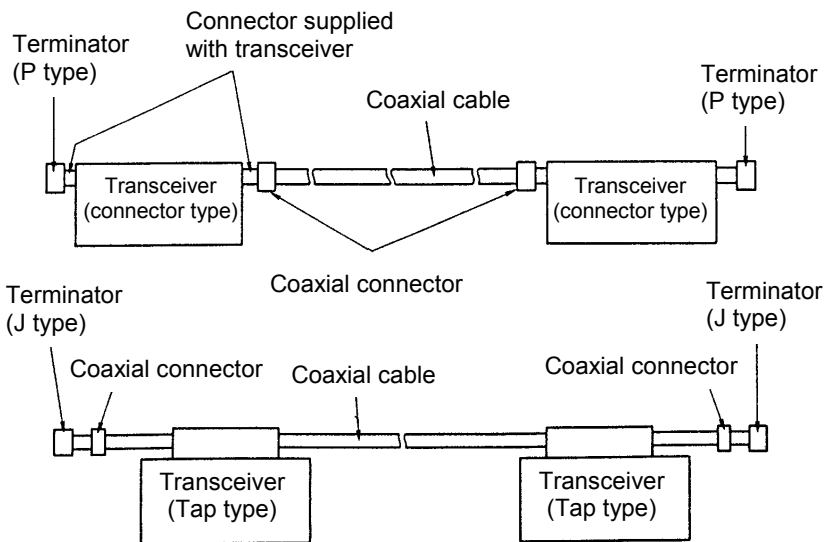 Terminator
(P type)
Connector supplied
with transceiver
Coaxial cable
Terminator
(P type)
Transceiver
(connector type)
Transceiver
(connector type)
Coaxial connector
Terminator
(J type)
Terminator
(J type)
Coaxial connector
Coaxial cable
Coaxial connector
Transceiver
(Tap type)
Transceiver
(Tap type)